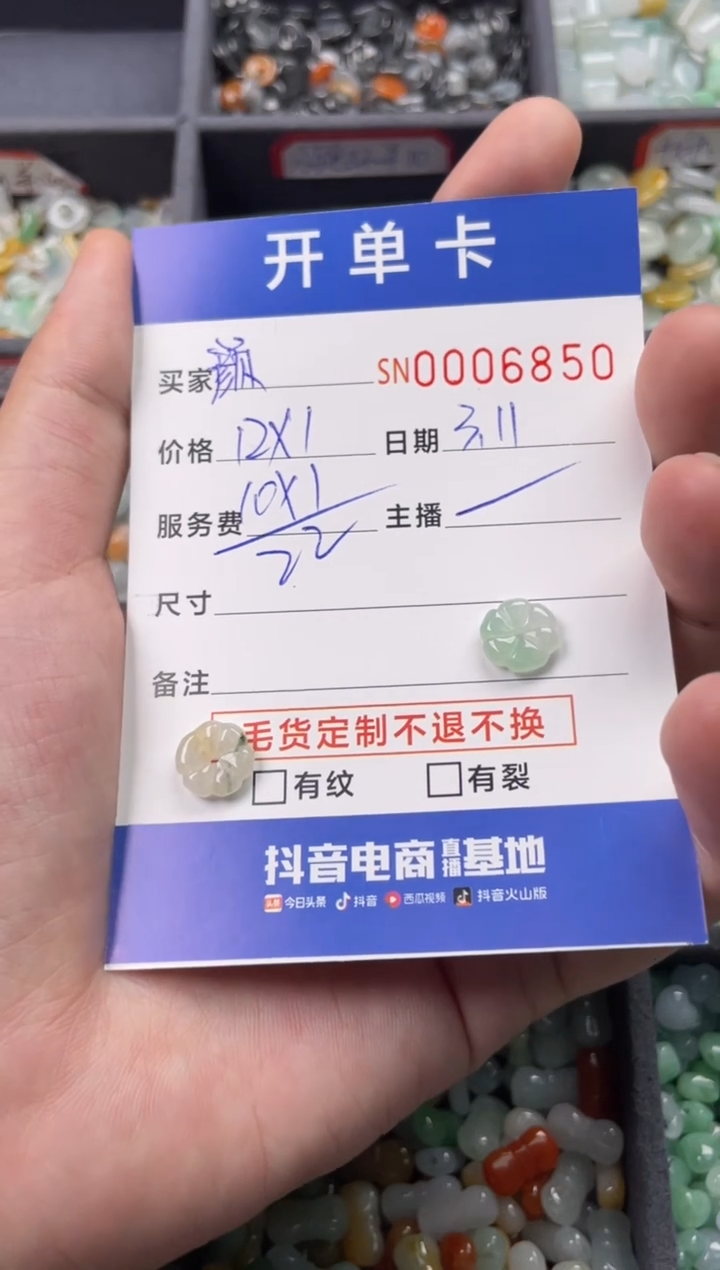 开单卡
买家 颜 SN0006850
价格 12X1 日期 3.11
服务费 10X1 主播
22
尺寸
备注
毛货定制不退不换
有纹 有裂
抖音电商直播基地
头条 今日头条 抖音 西瓜视频 抖音火山版